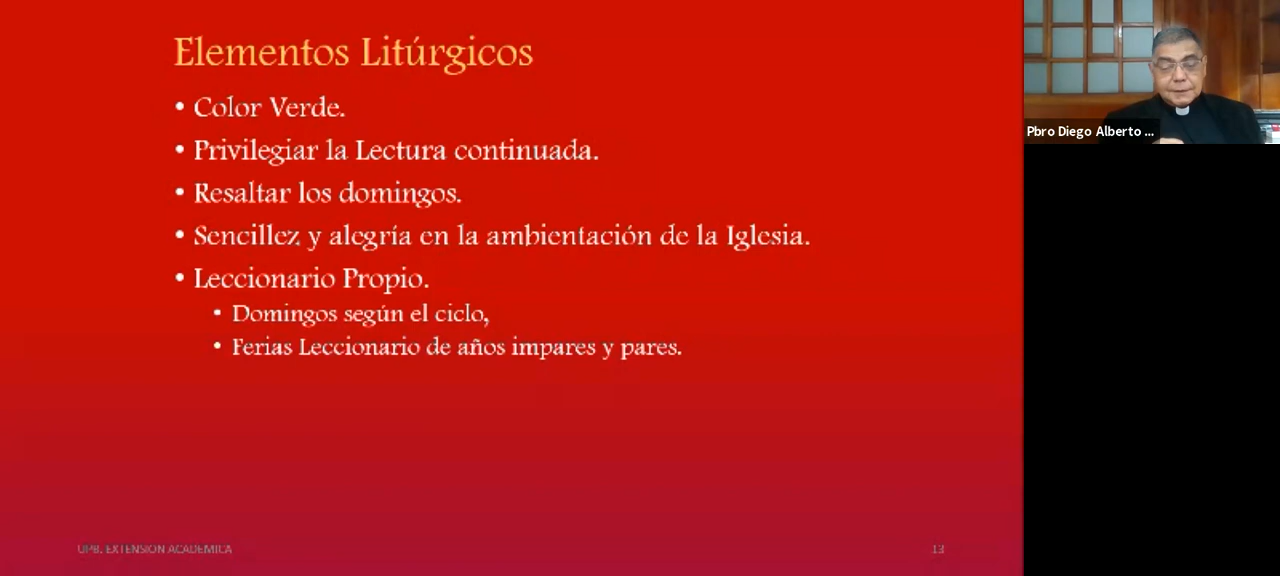 Elementos Litúrgicos
• Color Verde.
• Privilegiar la Lectura continuada.
• Resaltar los domingos.
• Sencillez y alegría en la ambientación de la Iglesia.
• Leccionario Propio.
• Domingos según el ciclo,
• Ferias Leccionario de años impares y pares.
UPB. EXTENSION ACADEMICA
13
Pbro Diego Alberto ...